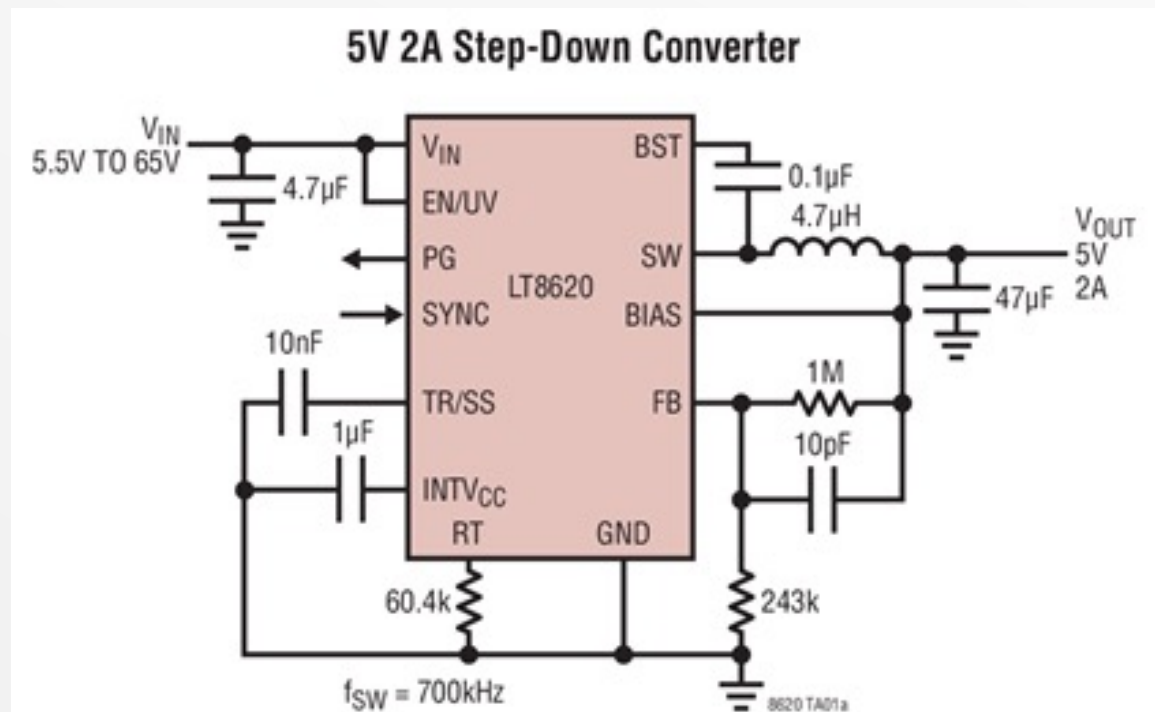 5V 2A Step-Down Converter
VIN
5.5V TO 65V
4.7µF
VIN
EN/UV
PG
SYNC
TR/SS
INTVCC
RT
GND
LT8620
BST
SW
BIAS
FB
0.1µF
4.7µH
VOUT
5V
2A
47µF
1M
10pF
10nF
1µF
60.4k
243k
fSW = 700kHz
8620 TA01a